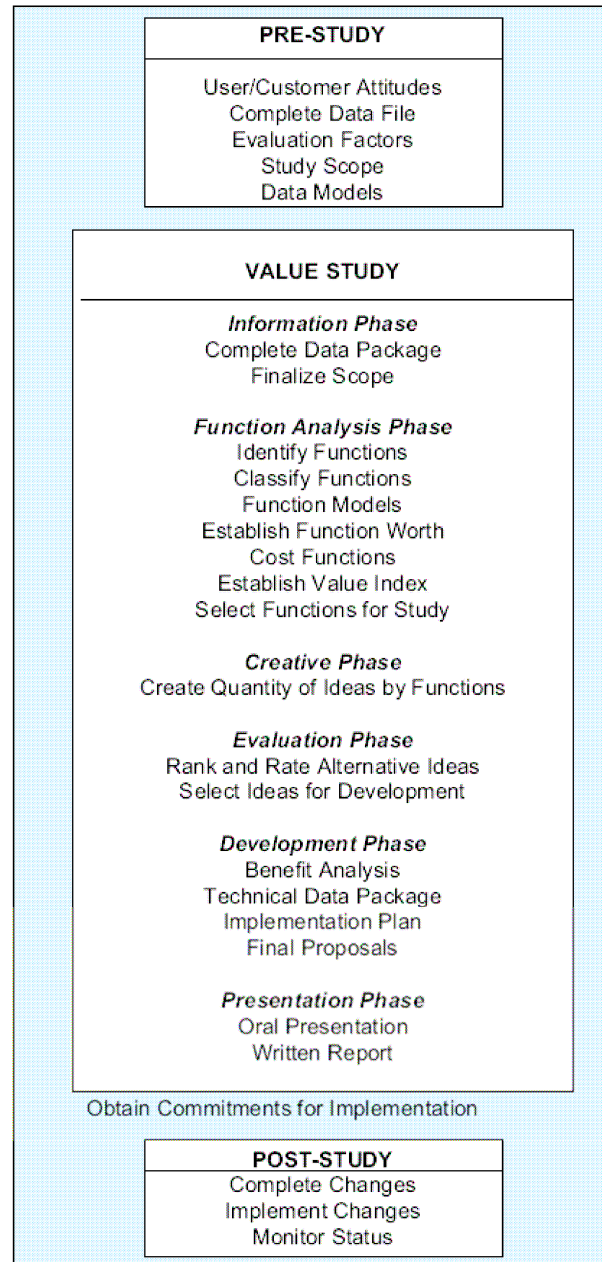 PRE-STUDY
User/Customer Attitudes
Complete Data File
Evaluation Factors
Study Scope
Data Models
VALUE STUDY
Information Phase
Complete Data Package
Finalize Scope
Function Analysis Phase
Identify Functions
Classify Functions
Function Models
Establish Function Worth
Cost Functions
Establish Value Index
Select Functions for Study
Creative Phase
Create Quantity of Ideas by Functions
Evaluation Phase
Rank and Rate Alternative Ideas
Select Ideas for Development
Development Phase
Benefit Analysis
Technical Data Package
Implementation Plan
Final Proposals
Presentation Phase
Oral Presentation
Written Report
Obtain Commitments for Implementation
POST-STUDY
Complete Changes
Implement Changes
Monitor Status